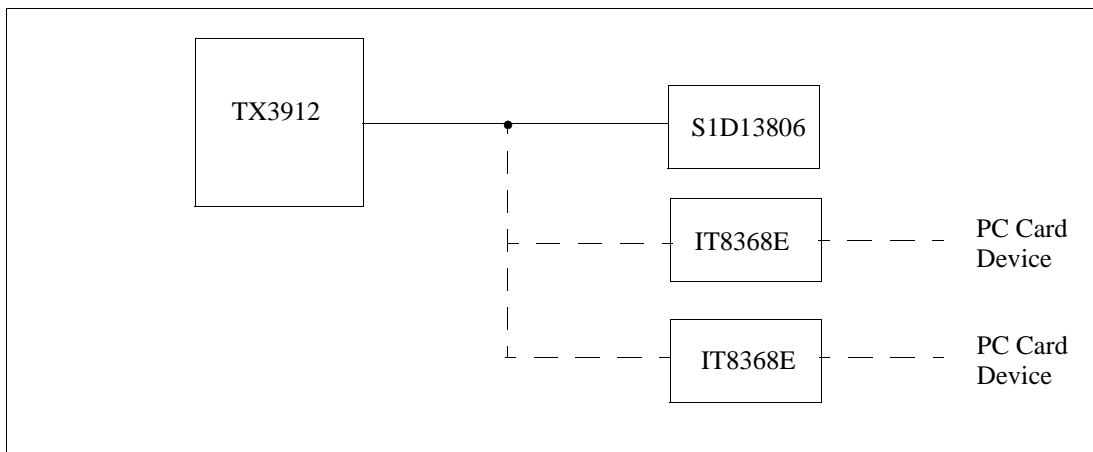 TX3912
S1D13806
IT8368E
PC Card
Device
IT8368E
PC Card
Device